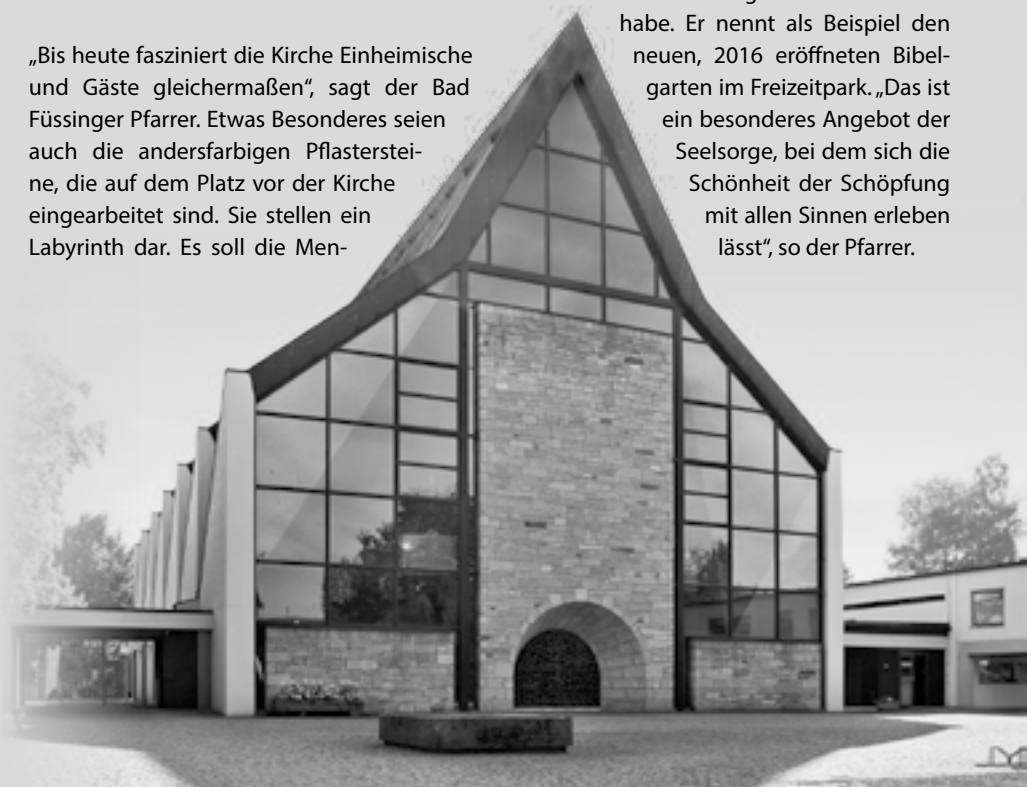 „Bis heute fasziniert die Kirche Einheimische
und Gäste gleichermaßen“, sagt der Bad
Füssinger Pfarrer. Etwas Besonderes seien
auch die andersfarbigen Pflasterstei-
ne, die auf dem Platz vor der Kirche
eingearbeitet sind. Sie stellen ein
Labyrinth dar. Es soll die Men-
habe. Er nennt als Beispiel den
neuen, 2016 eröffneten Bibel-
garten im Freizeitpark. „Das ist
ein besonderes Angebot der
Seelsorge, bei dem sich die
Schönheit der Schöpfung
mit allen Sinnen erleben
lässt“, so der Pfarrer.